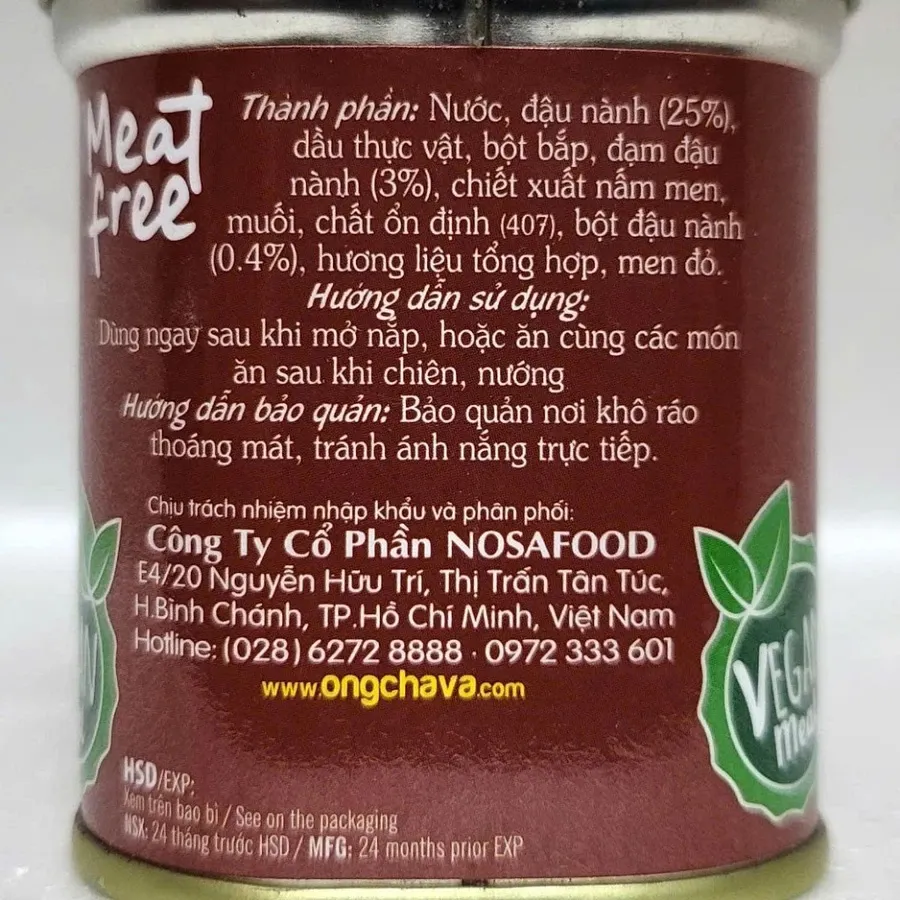 Meat
free
Thành phần: Nước, đậu nành (25%),
dầu thực vật, bột bắp, đạm đậu
nành (3%), chiết xuất nấm men,
muối, chất ổn định (407), bột đậu nành
(0.4%), hương liệu tổng hợp, men đỏ.
Hướng dẫn sử dụng:
Dùng ngay sau khi mở nắp, hoặc ăn cùng các món
ăn sau khi chiên, nướng
Hướng dẫn bảo quản: Bảo quản nơi khô ráo
thoáng mát, tránh ánh nắng trực tiếp.
Chịu trách nhiệm nhập khẩu và phân phối:
Công Ty Cổ Phần NOSAFOOD
E4/20 Nguyễn Hữu Trí, Thị Trấn Tân Túc,
H.Bình Chánh, TP.Hồ Chí Minh, Việt Nam
Hotline: (028) 6272 8888 · 0972 333 601
www.ongchava.com
HSD/EXP:
Xem trên bao bì / See on the packaging
NSX: 24 tháng trước HSD / MFG: 24 months prior EXP